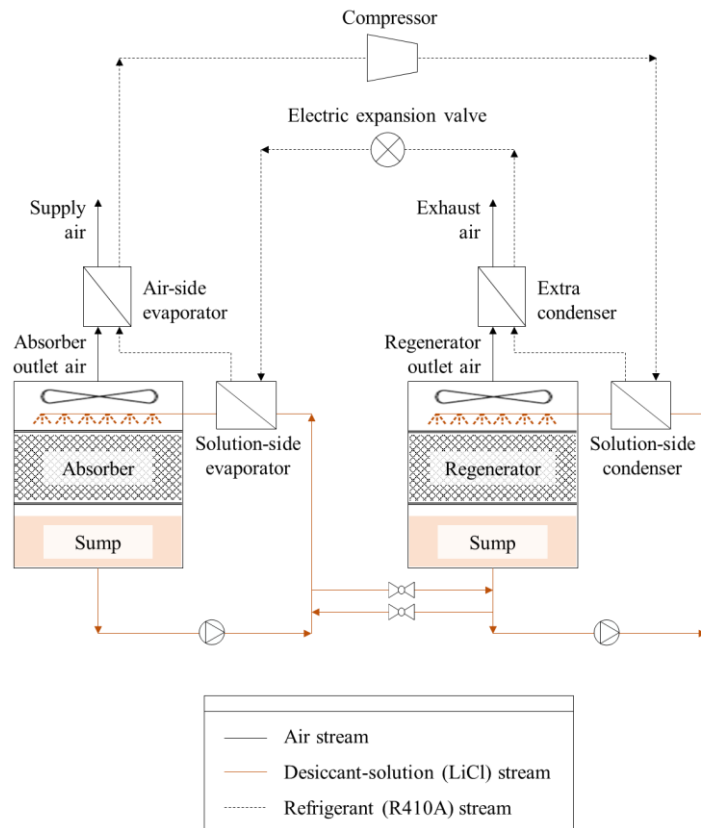 Compressor
Electric expansion valve
Supply
air
Exhaust
air
Air-side
evaporator
Extra
condenser
Absorber
outlet air
Regenerator
outlet air
Solution-side
evaporator
Solution-side
condenser
Absorber
Regenerator
Sump
Sump
Air stream
Desiccant-solution (LiCl) stream
Refrigerant (R410A) stream